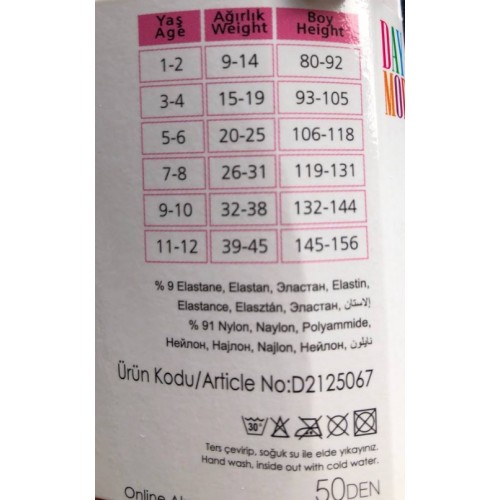 Yaş Age Ağırlık Weight Boy Height
1-2 9-14 80-92
3-4 15-19 93-105
5-6 20-25 106-118
7-8 26-31 119-131
9-10 32-38 132-144
11-12 39-45 145-156
% 9 Elastane, Elastan, Эластан, Elastin,
Elastance, Elasztán, Эластан, إلاستان
% 91 Nylon, Naylon, Polyammide,
Нейлон, Најлон, Najlon, Нейлон, نايلون
Ürün Kodu/Article No:D2125067
30°
Ters çevirip, soğuk su ile elde yıkayınız.
Hand wash, inside out with cold water.
50DEN
Online